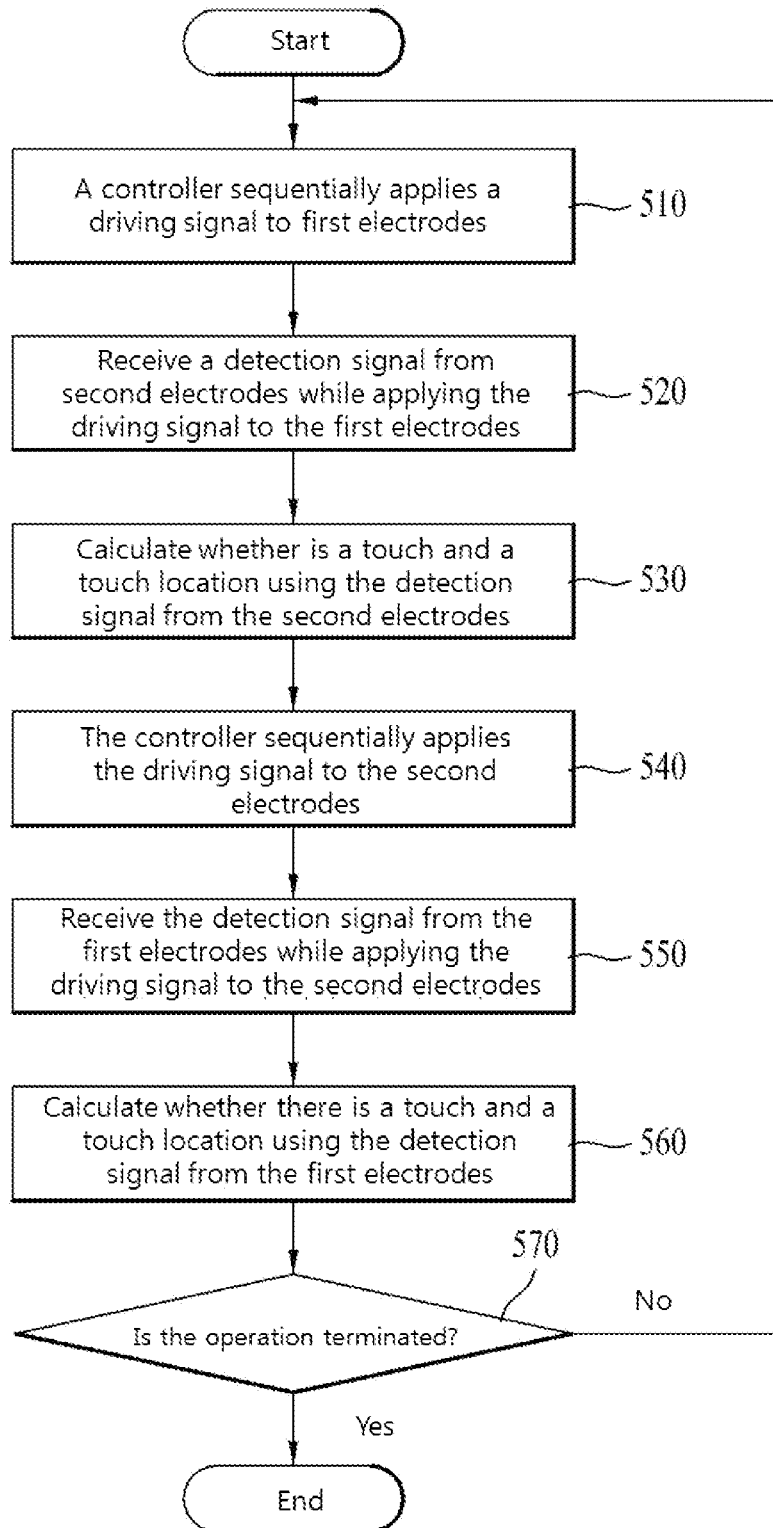 Start
A controller sequentially applies a
driving signal to first electrodes
510
Receive a detection signal from
second electrodes while applying the
driving signal to the first electrodes
520
Calculate whether is a touch and a
touch location using the detection
signal from the second electrodes
530
The controller sequentially applies
the driving signal to the second
electrodes
540
Receive the detection signal from the
first electrodes while applying the
driving signal to the second electrodes
550
Calculate whether there is a touch and a
touch location using the detection
signal from the first electrodes
560
570
Is the operation terminated?
No
Yes
End